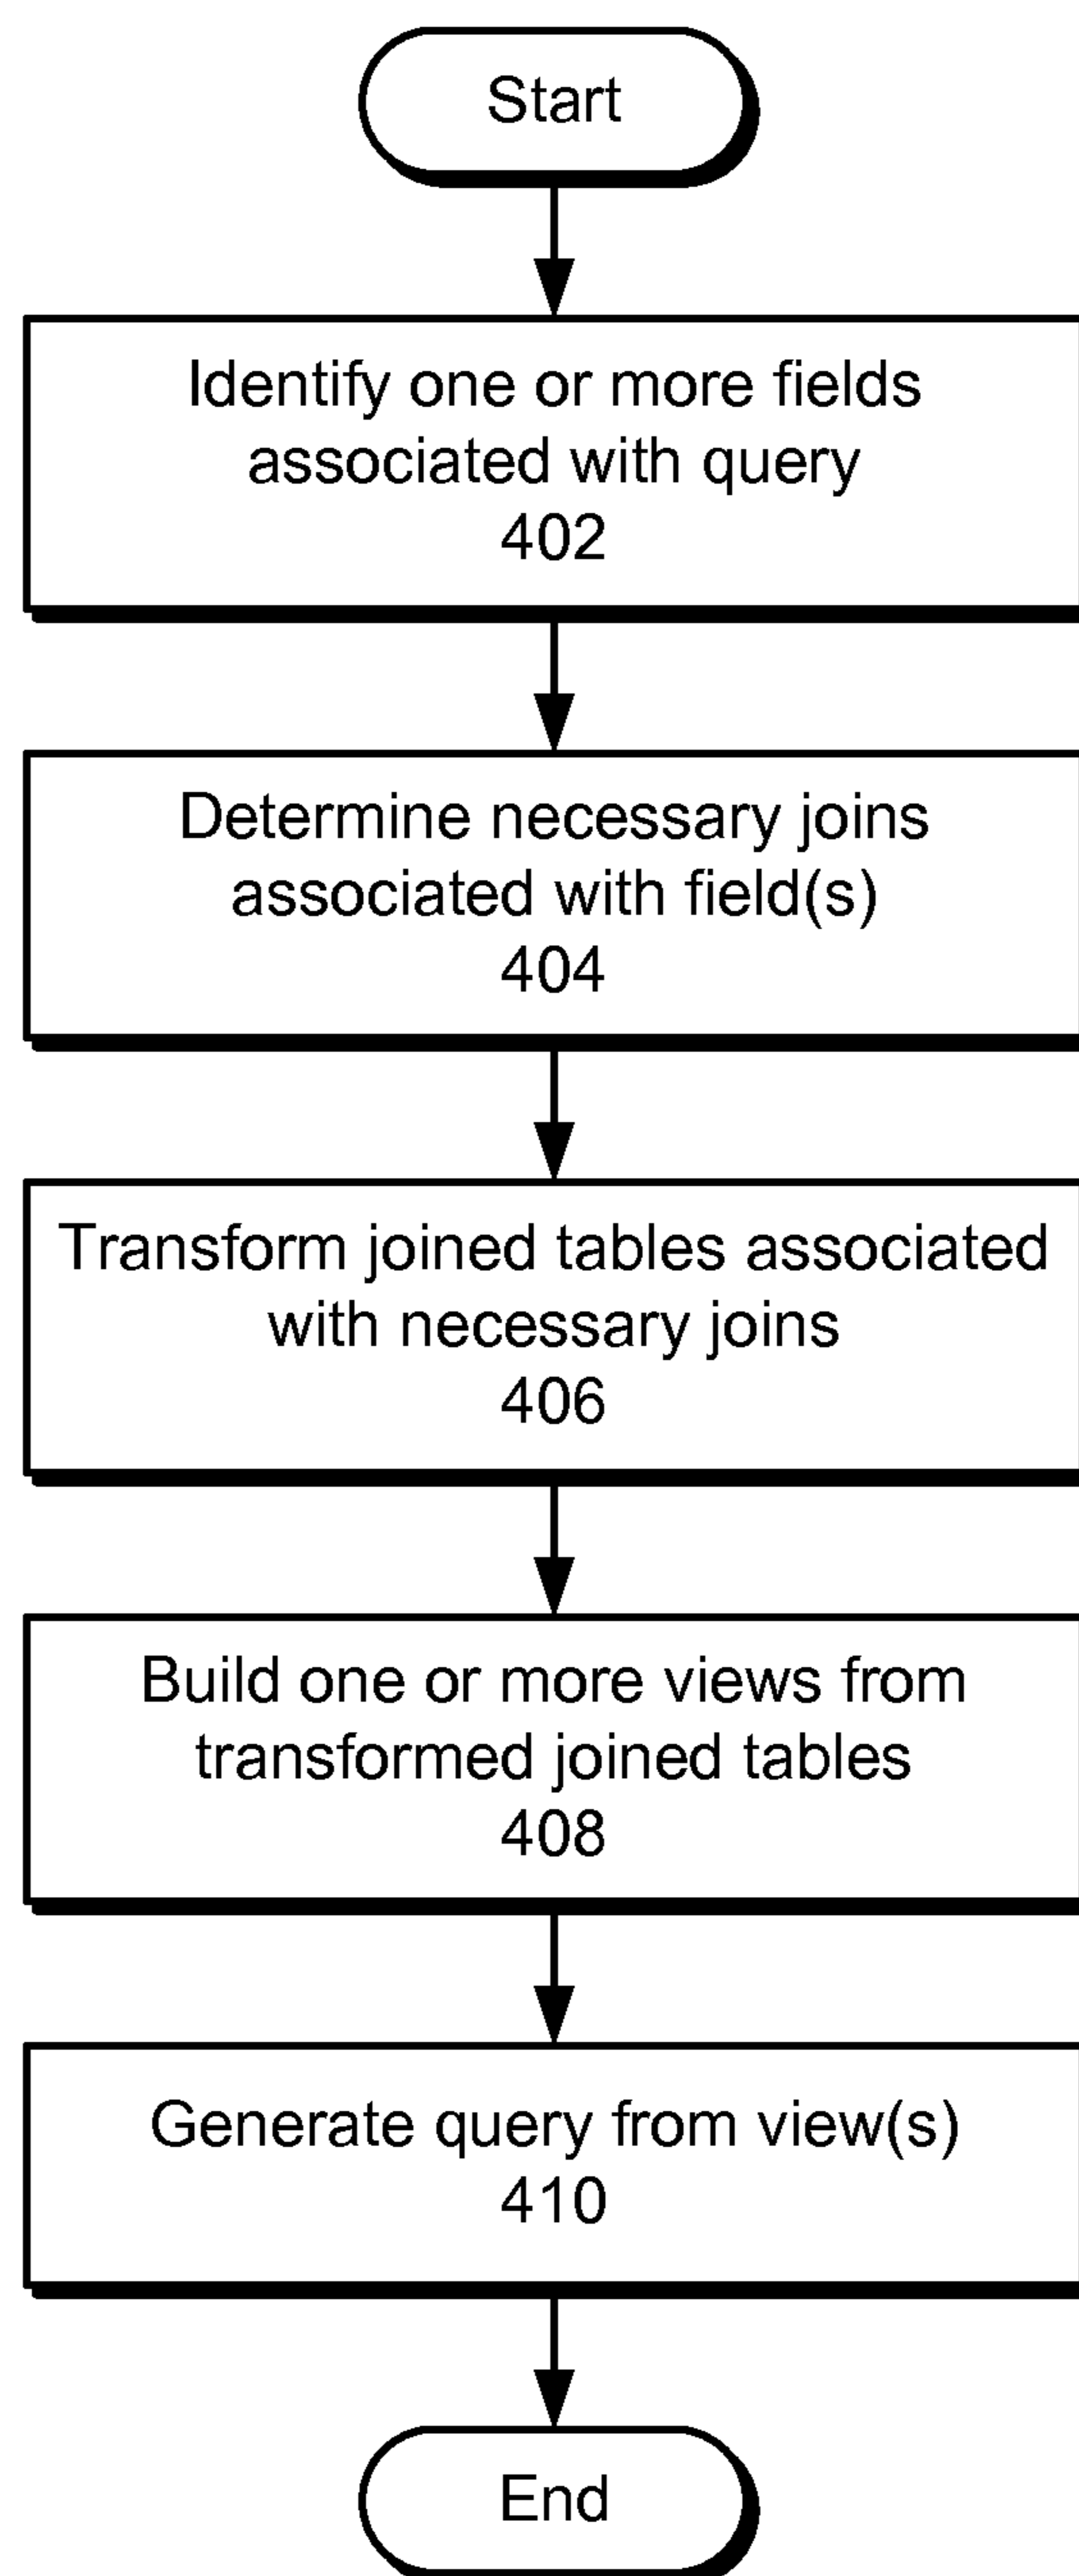 Start
Identify one or more fields
associated with query
402
Determine necessary joins
associated with field(s)
404
Transform joined tables associated
with necessary joins
406
Build one or more views from
transformed joined tables
408
Generate query from view(s)
410
End